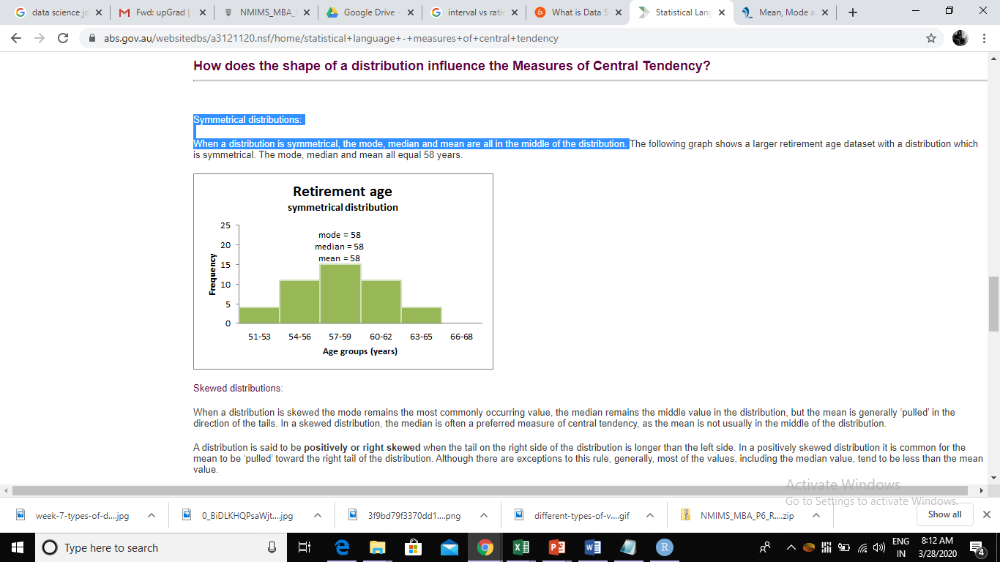 data science jo
Fwd: upGrad |
NMIMS_MBA_
Google Drive -
interval vs ratio
What is Data S
Statistical Lang
Mean, Mode a
abs.gov.au/websitedbs/a3121120.nsf/home/statistical+language+-+measures+of+central+tendency
How does the shape of a distribution influence the Measures of Central Tendency?
Symmetrical distributions:
When a distribution is symmetrical, the mode, median and mean are all in the middle of the distribution. The following graph shows a larger retirement age dataset with a distribution which
is symmetrical. The mode, median and mean all equal 58 years.
Retirement age
symmetrical distribution
mode = 58
median = 58
mean = 58
Frequency
25
20
15
10
5
0
51-53 54-56 57-59 60-62 63-65 66-68
Age groups (years)
Skewed distributions:
When a distribution is skewed the mode remains the most commonly occurring value, the median remains the middle value in the distribution, but the mean is generally ‘pulled’ in the
direction of the tails. In a skewed distribution, the median is often a preferred measure of central tendency, as the mean is not usually in the middle of the distribution.
A distribution is said to be positively or right skewed when the tail on the right side of the distribution is longer than the left side. In a positively skewed distribution it is common for the
mean to be ‘pulled’ toward the right tail of the distribution. Although there are exceptions to this rule, generally, most of the values, including the median value, tend to be less than the mean
value.
Activate Windows
Go to Settings to activate Windows.
week-7-types-of-d....jpg
0_BiDLKHQPsaWjt....jpg
3f9bd79f3370dd1....png
different-types-of-v....gif
NMIMS_MBA_P6_R....zip
Show all
Type here to search
ENG
IN
8:12 AM
3/28/2020
4